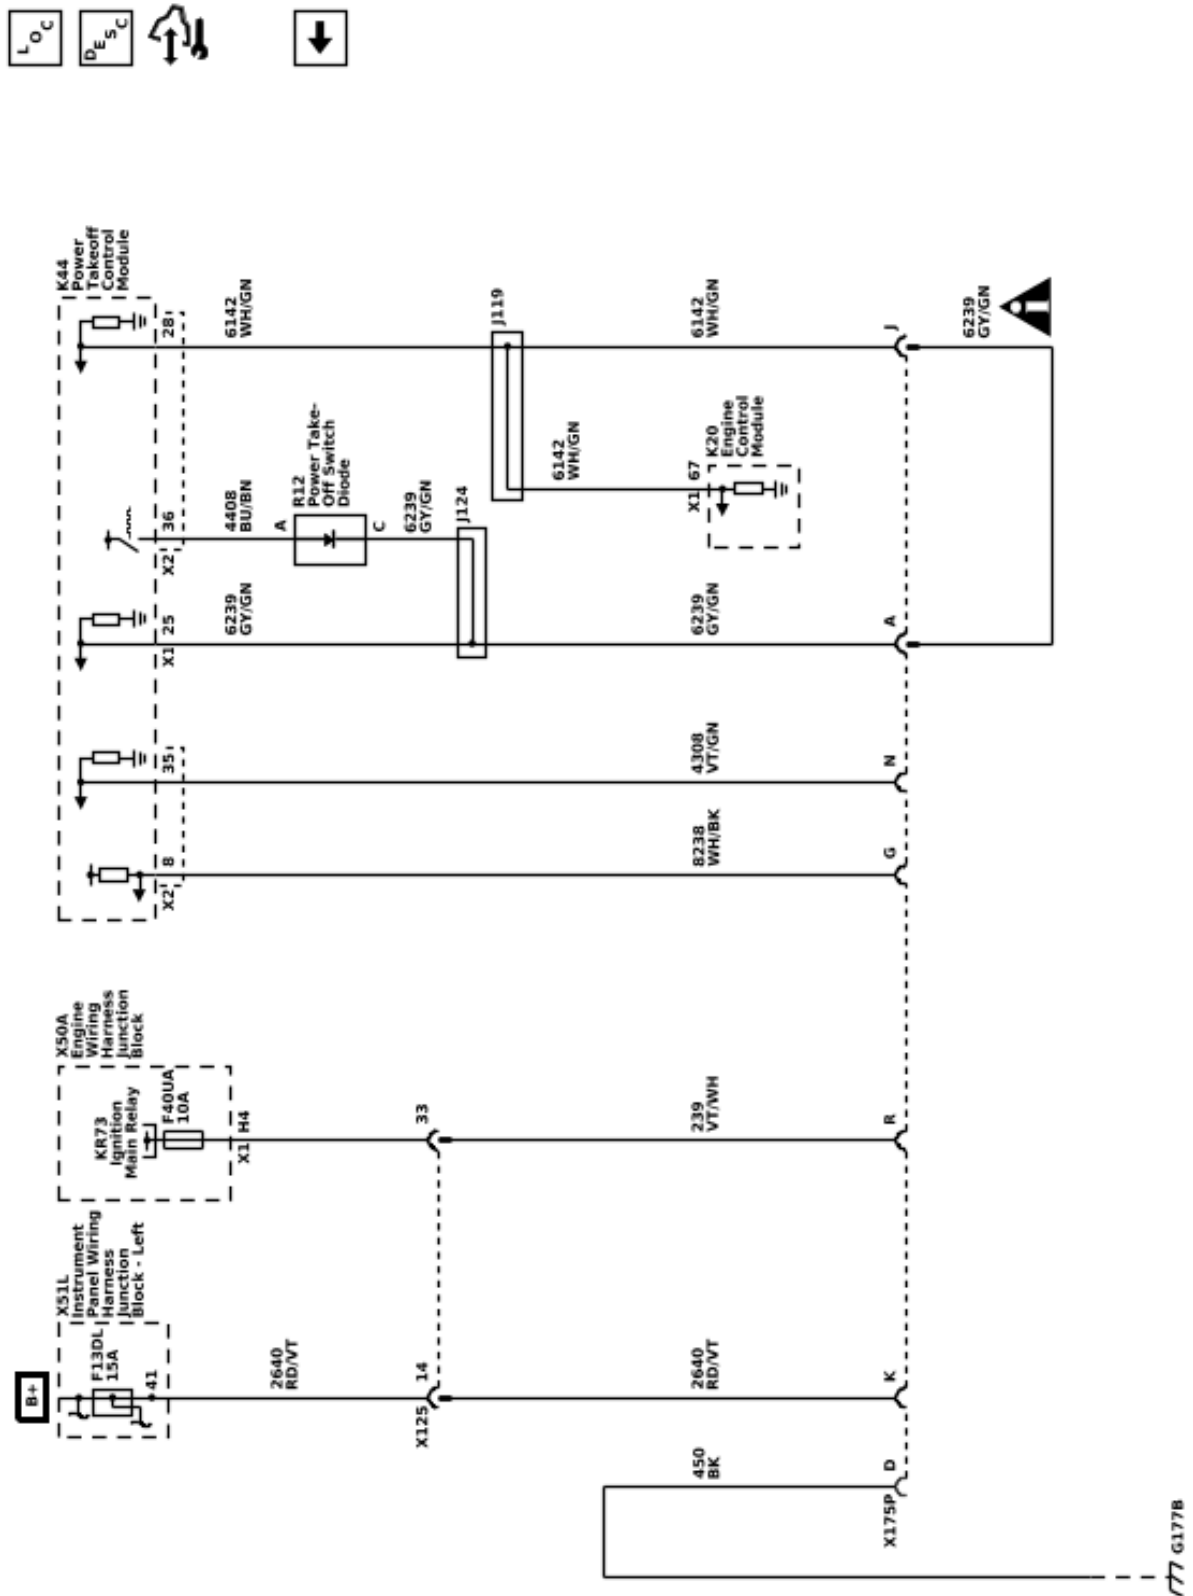 LOC
DESC
B+
X51L
Instrument
Panel Wiring
Harness
Junction
Block - Left
F13DL
15A
41
2640
RD/VT
X125
14
2640
RD/VT
K
450
BK
D
X175P
G177B
X50A
Engine
Wiring
Harness
Junction
Block
KR73
Ignition
Main Relay
F40UA
10A
X1
H4
33
239
VT/WH
R
K44
Power
Takeoff
Control
Module
X2
8
8238
WH/BK
G
35
4308
VT/GN
N
X1
25
6239
GY/GN
J124
6239
GY/GN
A
X2
36
4408
BU/BN
A
R12
Power Take-
Off Switch
Diode
C
6239
GY/GN
28
6142
WH/GN
J119
6142
WH/GN
X1
67
K20
Engine
Control
Module
6142
WH/GN
J
6239
GY/GN